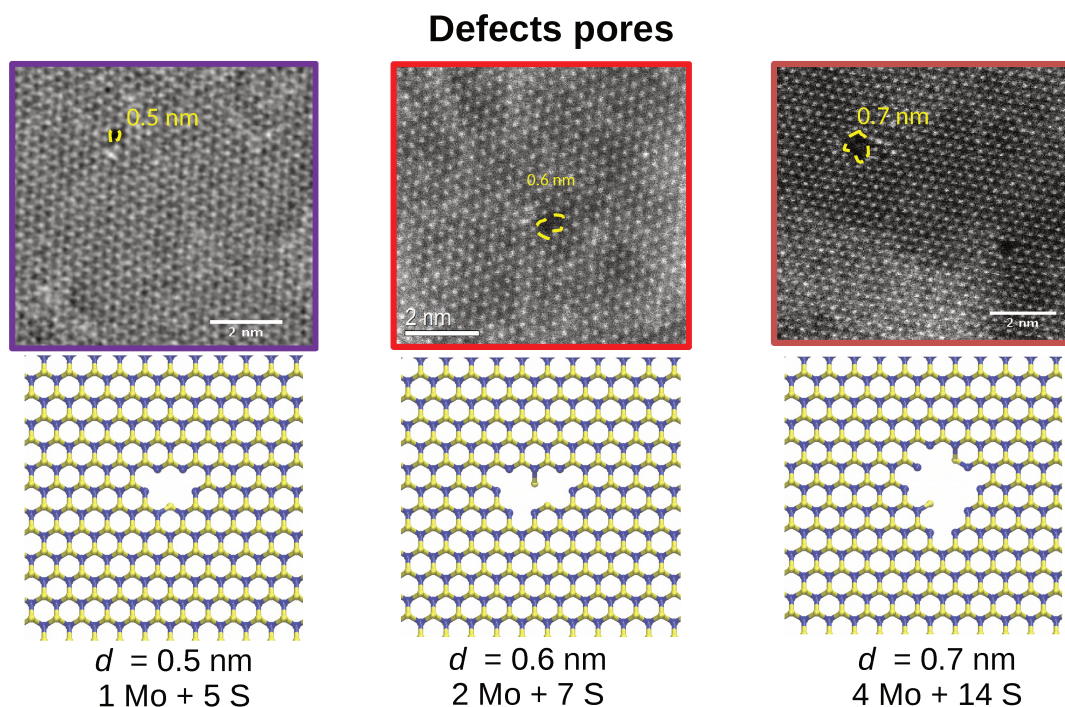 Defects pores
0.5 nm
2 nm
0.6 nm
2 nm
0.7 nm
2 nm
d = 0.5 nm
1 Mo + 5 S
d = 0.6 nm
2 Mo + 7 S
d = 0.7 nm
4 Mo + 14 S